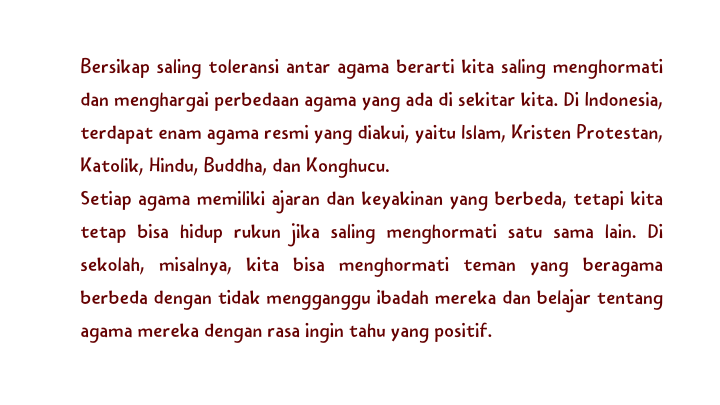 Bersikap saling toleransi antar agama berarti kita saling menghormati
dan menghargai perbedaan agama yang ada di sekitar kita. Di Indonesia,
terdapat enam agama resmi yang diakui, yaitu Islam, Kristen Protestan,
Katolik, Hindu, Buddha, dan Konghucu.
Setiap agama memiliki ajaran dan keyakinan yang berbeda, tetapi kita
tetap bisa hidup rukun jika saling menghormati satu sama lain. Di
sekolah, misalnya, kita bisa menghormati teman yang beragama
berbeda dengan tidak mengganggu ibadah mereka dan belajar tentang
agama mereka dengan rasa ingin tahu yang positif.